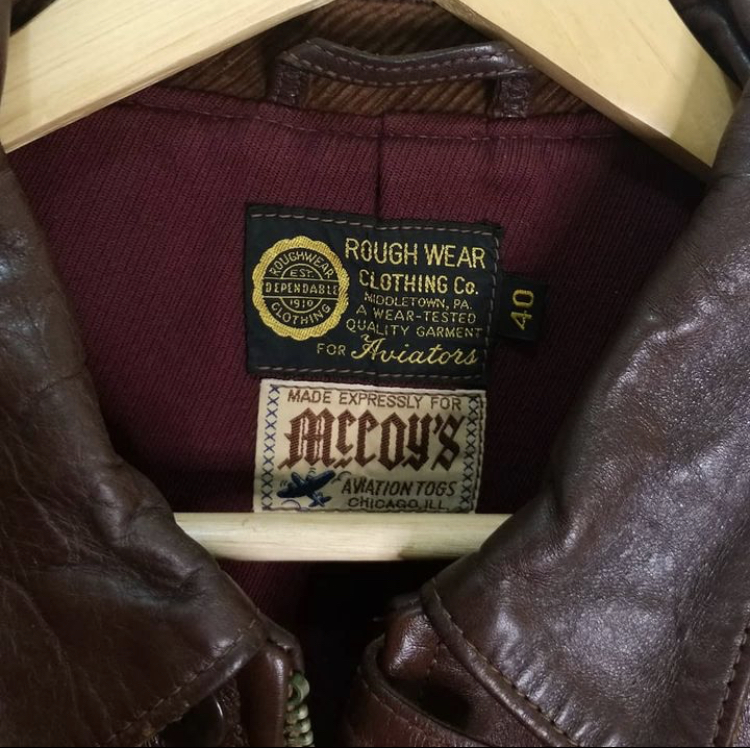 ROUGHWEAR
EST.
DEPENDABLE
1910
CLOTHING
ROUGH WEAR
CLOTHING Co.
MIDDLETOWN, PA.
A WEAR-TESTED
QUALITY GARMENT
FOR Aviators
40
MADE EXPRESSLY FOR
McCOY'S
AVIATION TOGS
CHICAGO, ILL.